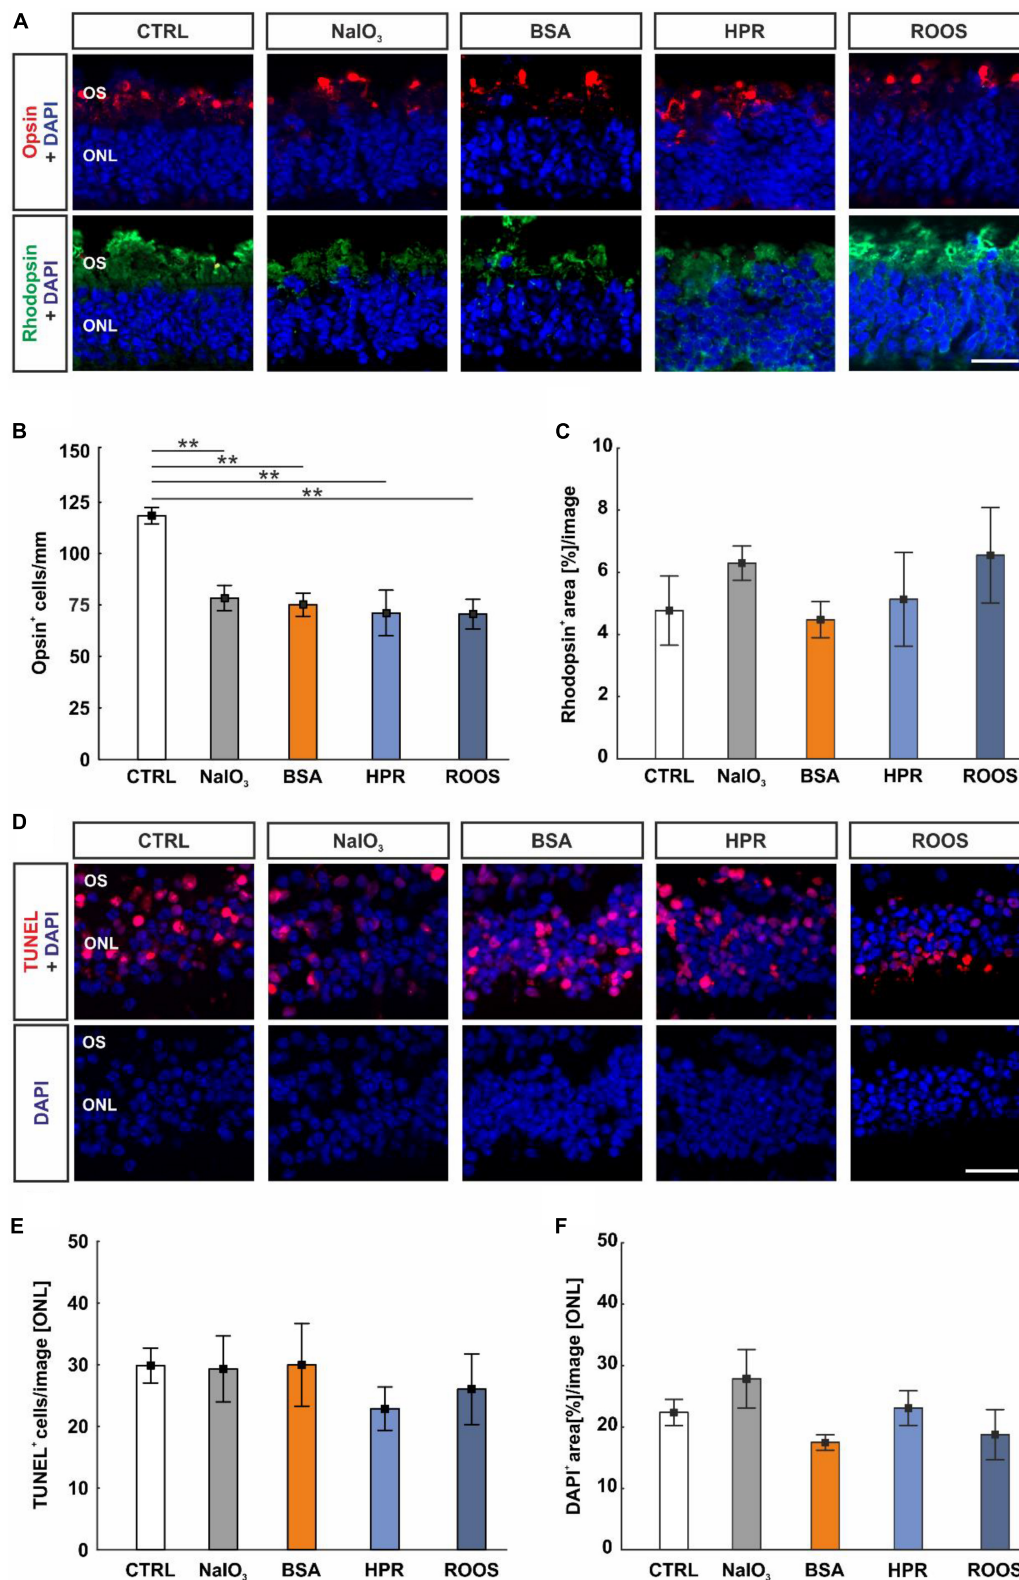 A
CTRL NaIO3 BSA HPR ROOS
Opsin + DAPI
OS
ONL
Rhodopsin + DAPI
OS
ONL
B
Opsin+ cells/mm
150
125
100
75
50
25
0
**
**
**
**
CTRL NaIO3 BSA HPR ROOS
C
Rhodopsin+ area [%]/image
10
8
6
4
2
0
CTRL NaIO3 BSA HPR ROOS
D
CTRL NaIO3 BSA HPR ROOS
TUNEL + DAPI
OS
ONL
DAPI
OS
ONL
E
TUNEL+ cells/image [ONL]
50
40
30
20
10
0
CTRL NaIO3 BSA HPR ROOS
F
DAPI+ area[%]/image [ONL]
50
40
30
20
10
0
CTRL NaIO3 BSA HPR ROOS